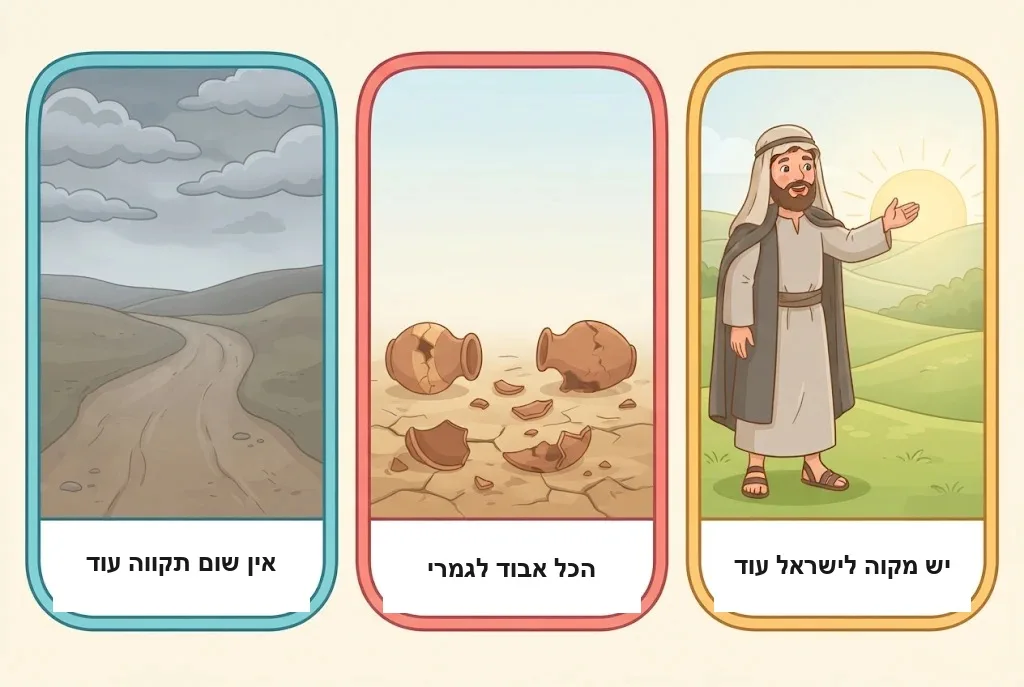 יש מקוה לישראל עוד
הכל אבוד לגמרי
אין שום תקווה עוד